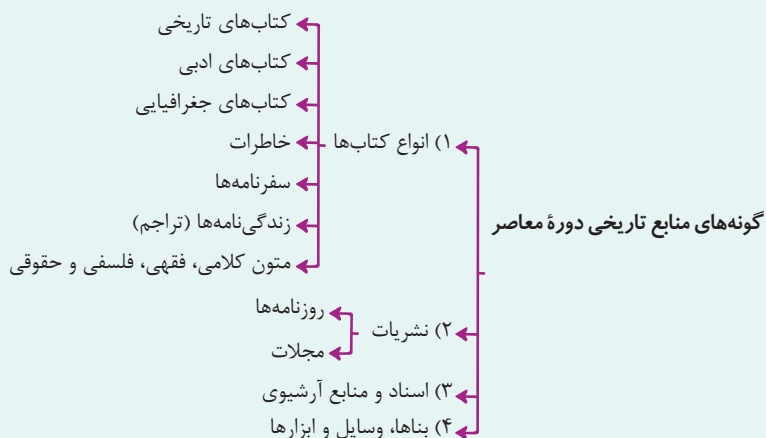 گونه‌های منابع تاریخی دورهٔ معاصر
۱) انواع کتاب‌ها
کتاب‌های تاریخی
کتاب‌های ادبی
کتاب‌های جغرافیایی
خاطرات
سفرنامه‌ها
زندگی‌نامه‌ها (تراجم)
متون کلامی، فقهی، فلسفی و حقوقی
۲) نشریات
روزنامه‌ها
مجلات
۳) اسناد و منابع آرشیوی
۴) بناها، وسایل و ابزارها